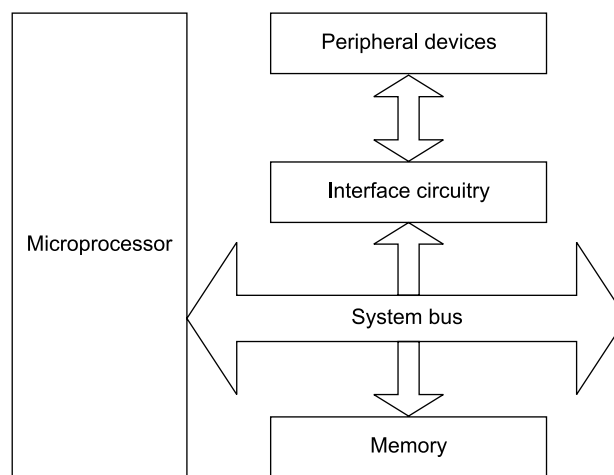 Peripheral devices
Interface circuitry
Microprocessor
System bus
Memory